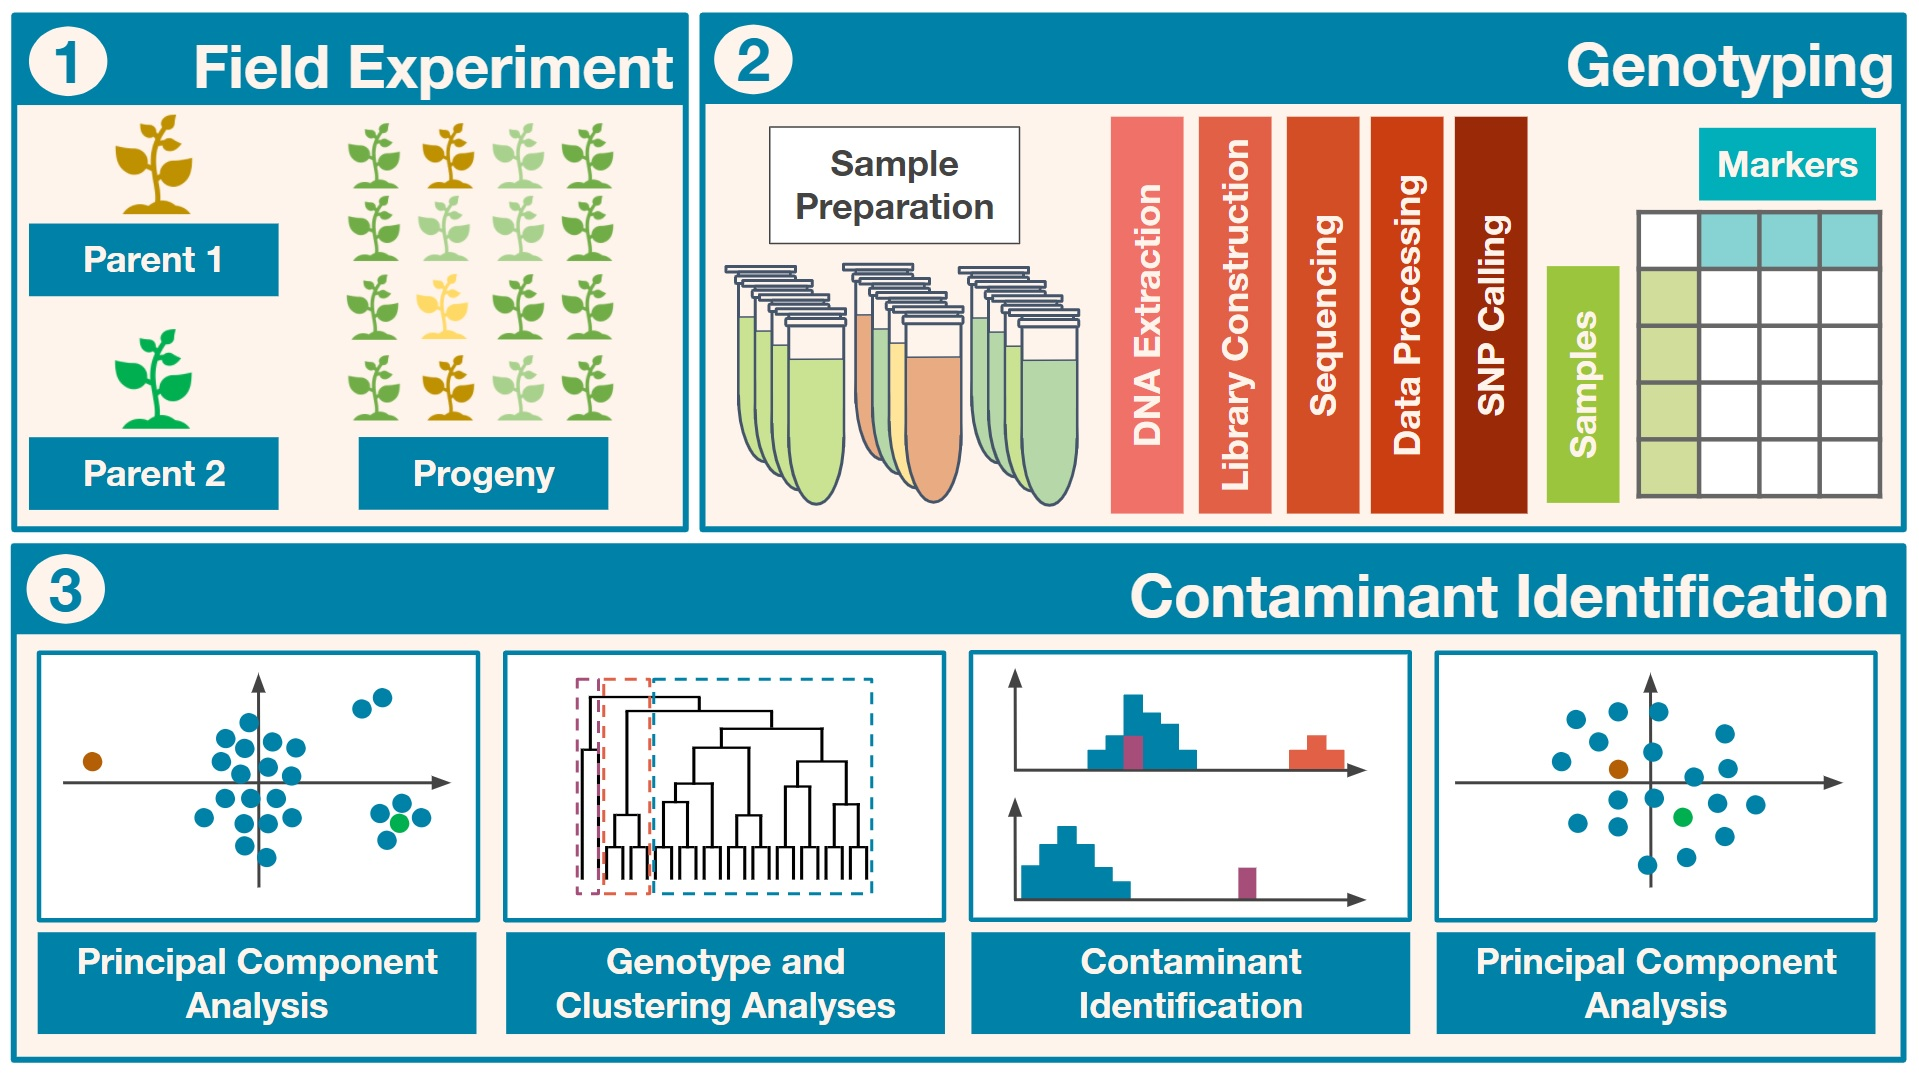 1
Field Experiment
Parent 1
Parent 2
Progeny
2
Genotyping
Sample
Preparation
DNA Extraction
Library Construction
Sequencing
Data Processing
SNP Calling
Samples
Markers
3
Contaminant Identification
Principal Component
Analysis
Genotype and
Clustering Analyses
Contaminant
Identification
Principal Component
Analysis